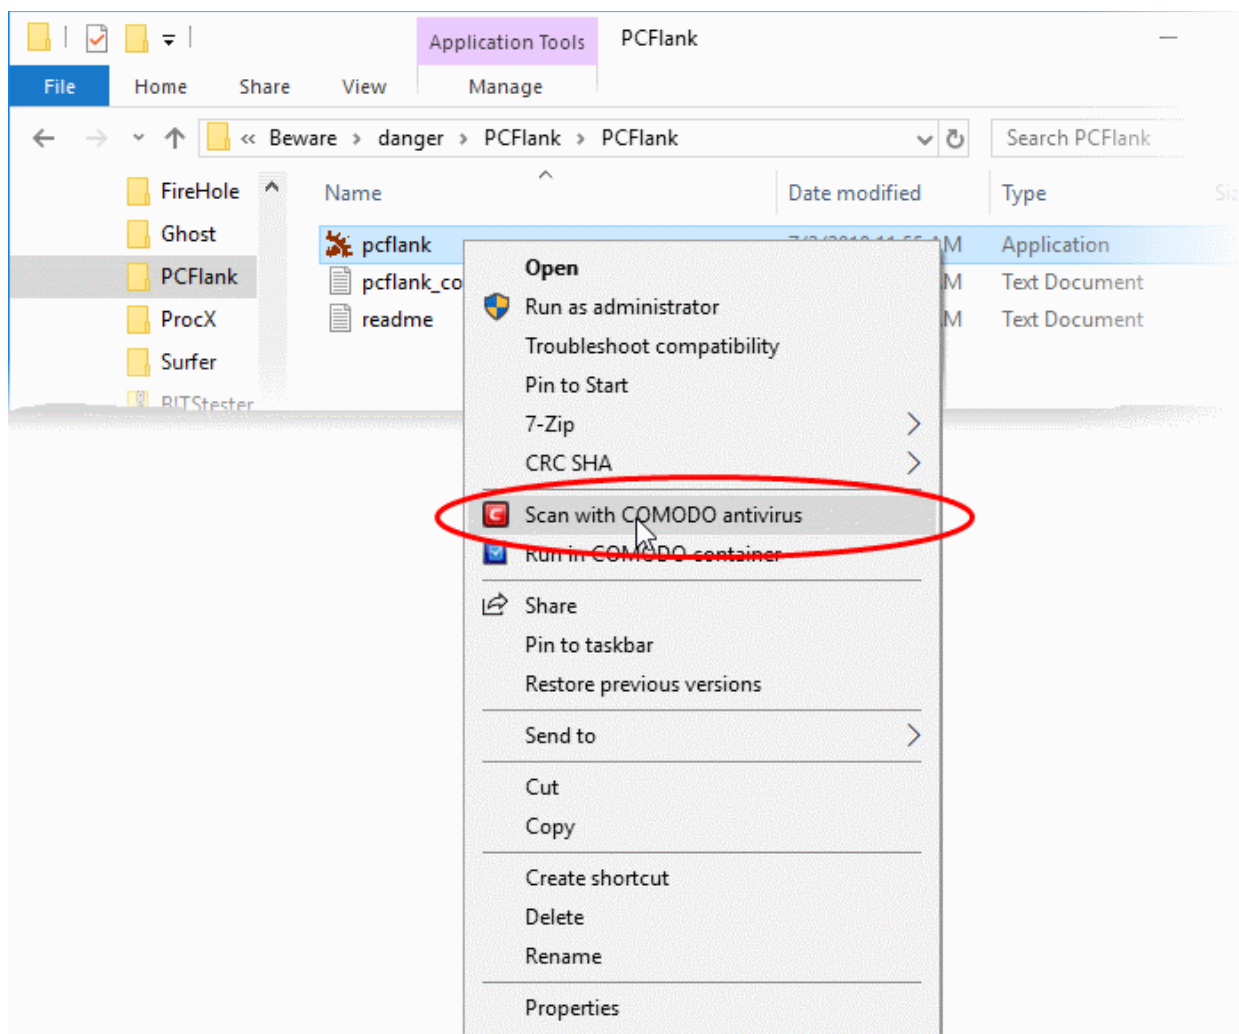 Application Tools PCFlank
File Home Share View Manage
« Beware > danger > PCFlank > PCFlank Search PCFlank
FireHole
Ghost
PCFlank
ProcX
Surfer
BITStester
Name Date modified Type
pcflank Application
pcflank_co Text Document
readme Text Document
Open
Run as administrator
Troubleshoot compatibility
Pin to Start
7-Zip
CRC SHA
Scan with COMODO antivirus
Run in COMODO container
Share
Pin to taskbar
Restore previous versions
Send to
Cut
Copy
Create shortcut
Delete
Rename
Properties